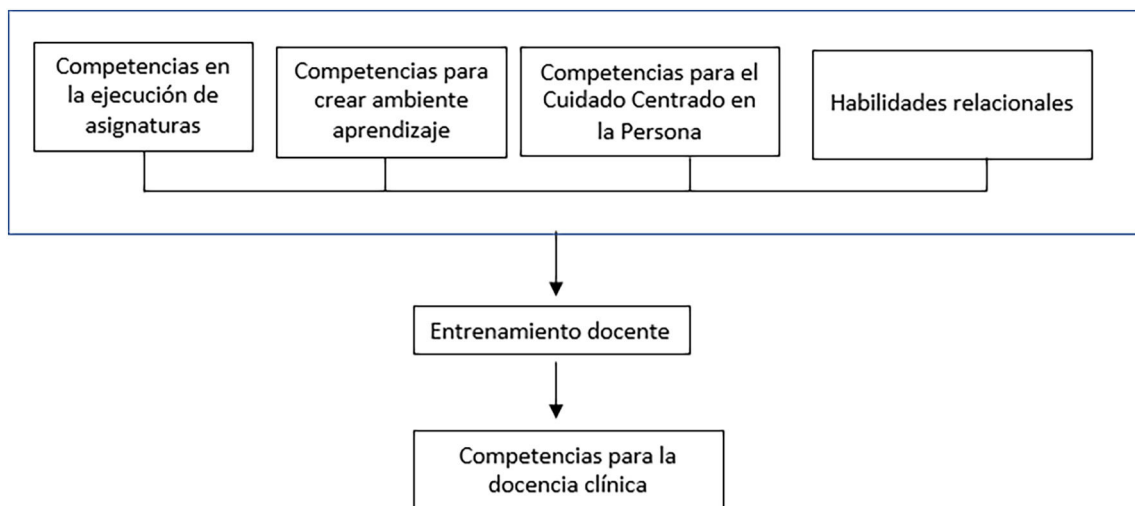 Competencias en
la ejecución de
asignaturas
Competencias para
crear ambiente
aprendizaje
Competencias para el
Cuidado Centrado en
la Persona
Habilidades relacionales
Entrenamiento docente
Competencias para la
docencia clínica